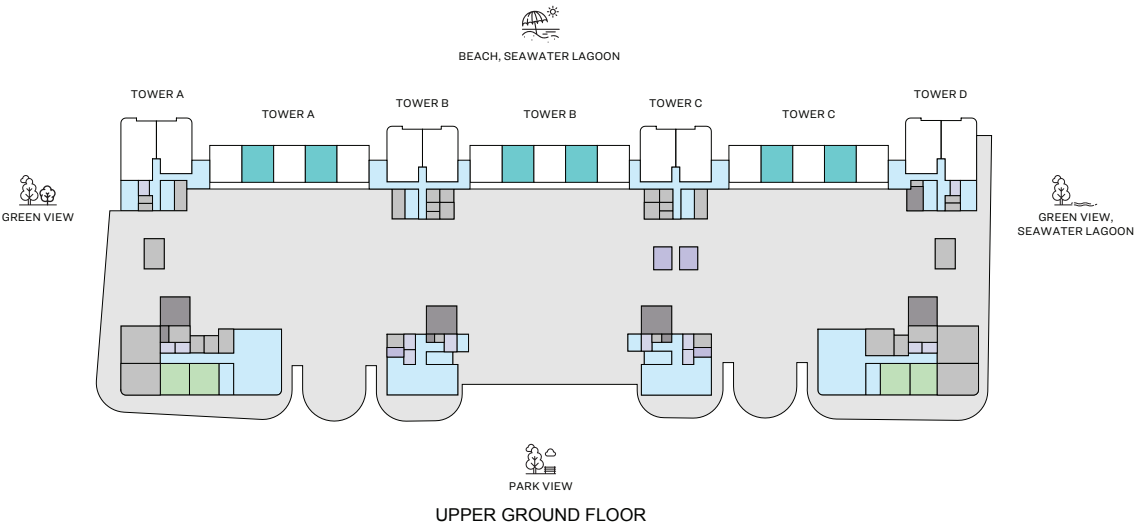 BEACH, SEAWATER LAGOON
TOWER A
TOWER A
TOWER B
TOWER B
TOWER C
TOWER C
TOWER D
GREEN VIEW
GREEN VIEW,
SEAWATER LAGOON
PARK VIEW
UPPER GROUND FLOOR